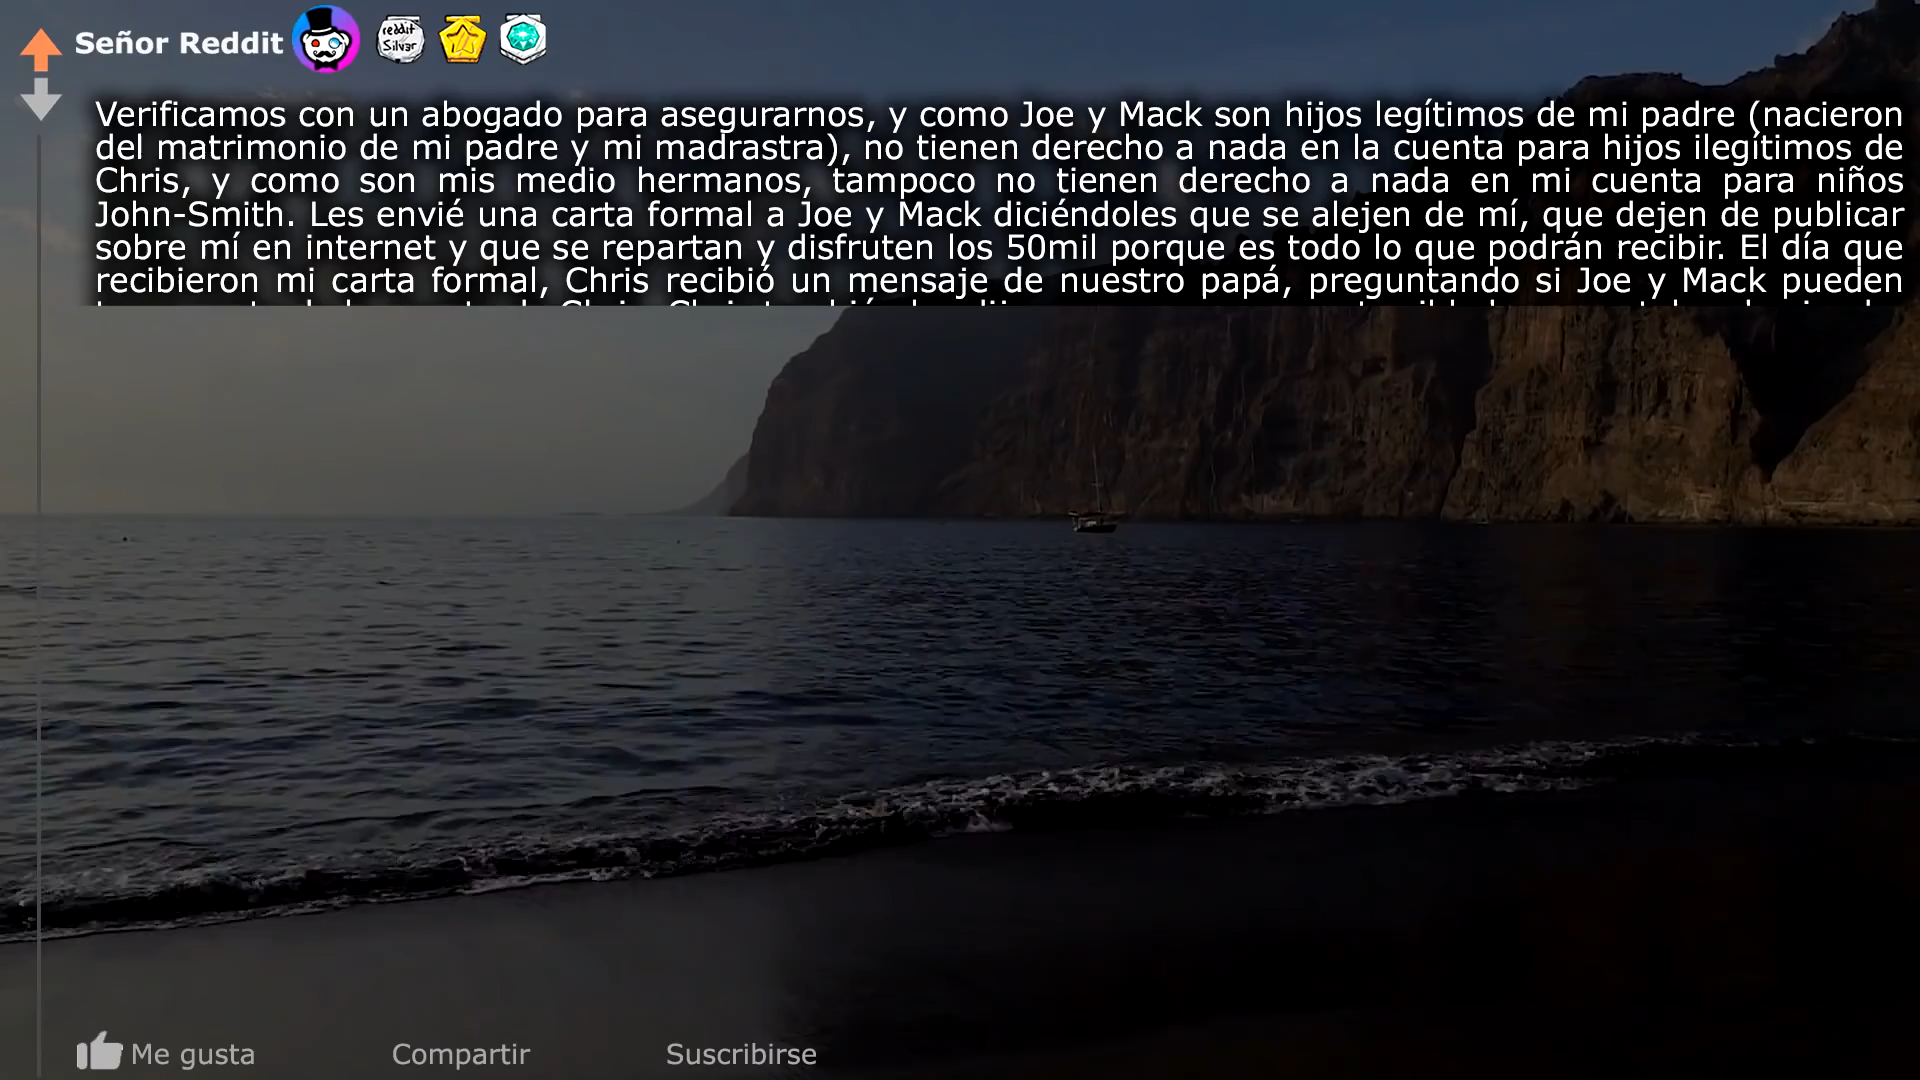 Señor Reddit
reddit
Silver
Verificamos con un abogado para asegurarnos, y como Joe y Mack son hijos legítimos de mi padre (nacieron
del matrimonio de mi padre y mi madrastra), no tienen derecho a nada en la cuenta para hijos ilegítimos de
Chris, y como son mis medio hermanos, tampoco no tienen derecho a nada en mi cuenta para niños
John-Smith. Les envié una carta formal a Joe y Mack diciéndoles que se alejen de mí, que dejen de publicar
sobre mí en internet y que se repartan y disfruten los 50mil porque es todo lo que podrán recibir. El día que
recibieron mi carta formal, Chris recibió un mensaje de nuestro papá, preguntando si Joe y Mack pueden
Me gusta
Compartir
Suscribirse